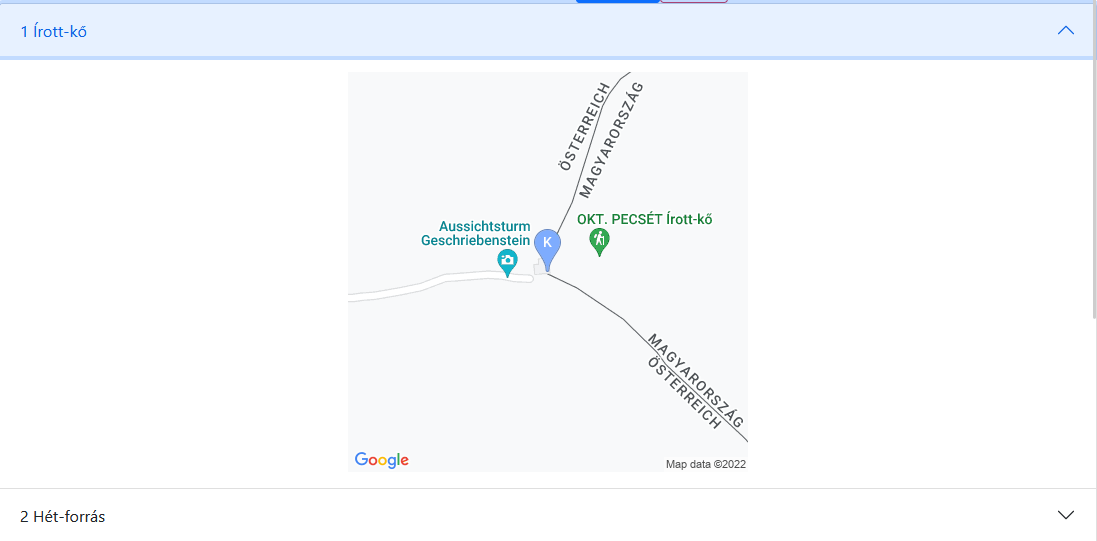 1 Írott-kő
ÖSTERREICH
MAGYARORSZÁG
OKT. PECSÉT Írott-kő
Aussichtsturm
Geschriebenstein
K
MAGYARORSZÁG
ÖSTERREICH
Google
Map data ©2022
2 Hét-forrás